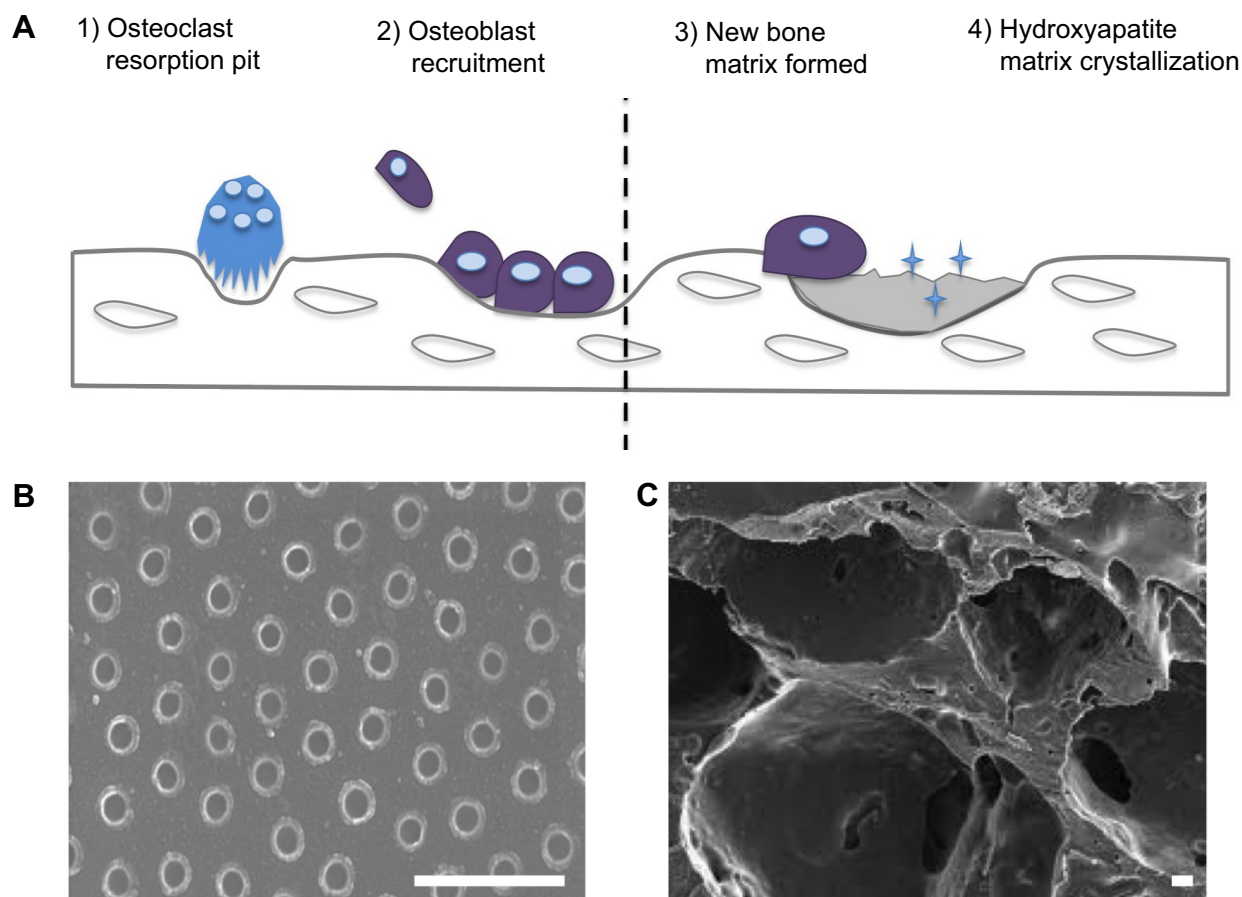 A
1) Osteoclast
resorption pit
2) Osteoblast
recruitment
3) New bone
matrix formed
4) Hydroxyapatite
matrix crystallization
B
C